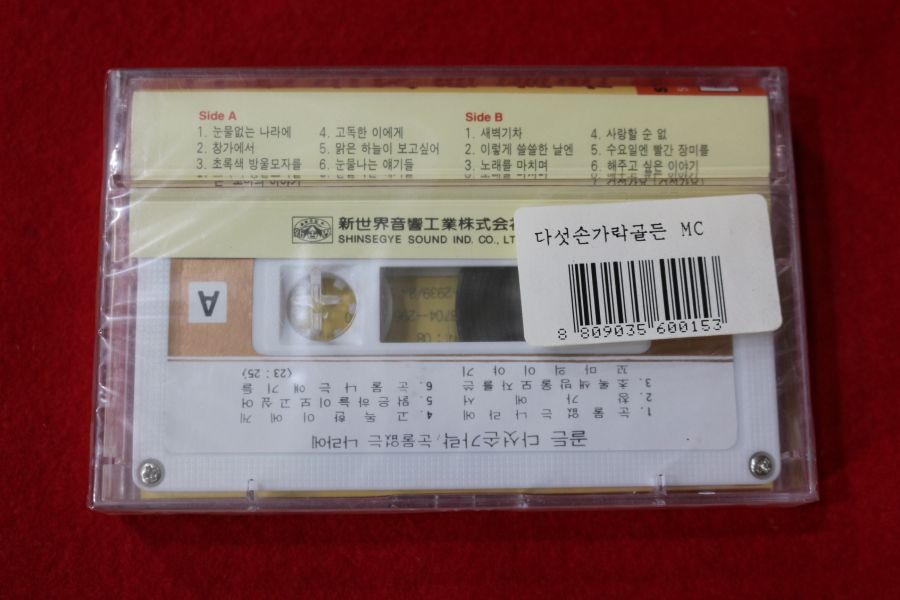 Side A
1. 눈물없는 나라에
2. 창가에서
3. 초록색 방울모자를
4. 고독한 이에게
5. 맑은 하늘이 보고싶어
6. 눈물나는 얘기들
Side B
1. 새벽기차
2. 이렇게 쓸쓸한 날엔
3. 노래를 마치며
4. 사랑할 순 없
5. 수요일엔 빨간 장미를
6. 해주고 싶은 이야기
新世界音響工業株式会
SHINSEGYE SOUND IND. CO., LT
다섯손가락골든 MC
8 809035 600153
A
골든 다섯손가락/눈물없는 나라에
1. 눈물없는 나라에
2. 창가에서
3. 초록색방울모자를쓴
꼬마의 이야기
4. 고독한 이에게
5. 맑은하늘이보고싶어
6. 눈물나는 얘기들
(23:25)